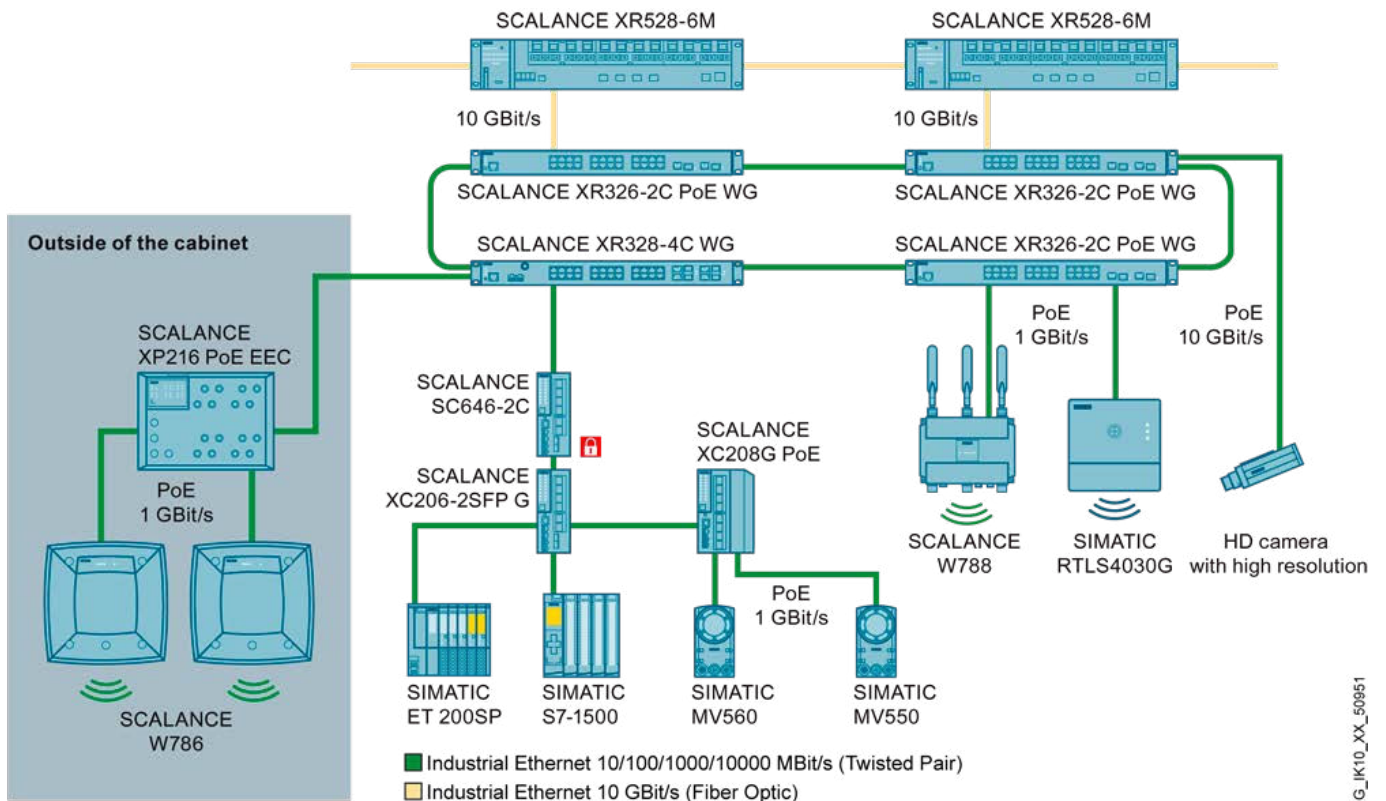 SCALANCE XR528-6M
SCALANCE XR528-6M
10 GBit/s
10 GBit/s
SCALANCE XR326-2C PoE WG
SCALANCE XR326-2C PoE WG
Outside of the cabinet
SCALANCE XR328-4C WG
SCALANCE XR326-2C PoE WG
SCALANCE
XP216 PoE EEC
PoE
1 GBit/s
PoE
10 GBit/s
SCALANCE
SC646-2C
SCALANCE
XC208G PoE
SCALANCE
XC206-2SFP G
PoE
1 GBit/s
SCALANCE
W788
SIMATIC
RTLS4030G
HD camera
with high resolution
PoE
1 GBit/s
SIMATIC
ET 200SP
SIMATIC
S7-1500
SIMATIC
MV560
SIMATIC
MV550
SCALANCE
W786
Industrial Ethernet 10/100/1000/10000 MBit/s (Twisted Pair)
Industrial Ethernet 10 GBit/s (Fiber Optic)
G_IK10_XX_50951